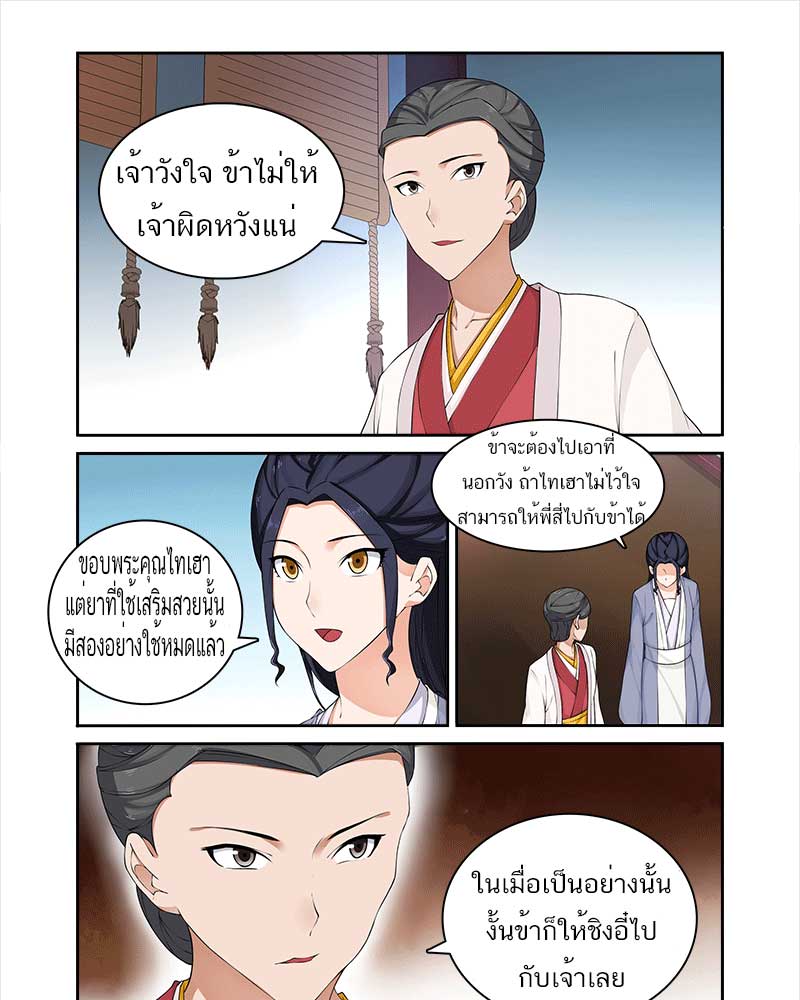 เจ้าวังใจ ข้าไม่ให้
เจ้าผิดหวังแน่
ขอบพระคุณไทเฮา
แต่ยาที่ใช้เสริมสวยนั้น
มีสองอย่างใช้หมดแล้ว
ข้าจะต้องไปเอาที่
นอกวัง ถ้าไทเฮาไม่ไว้ใจ
สามารถให้พี่สี่ไปกับข้าได้
ในเมื่อเป็นอย่างนั้น
งั้นข้าก็ให้ชิงอี๋ไป
กับเจ้าเลย